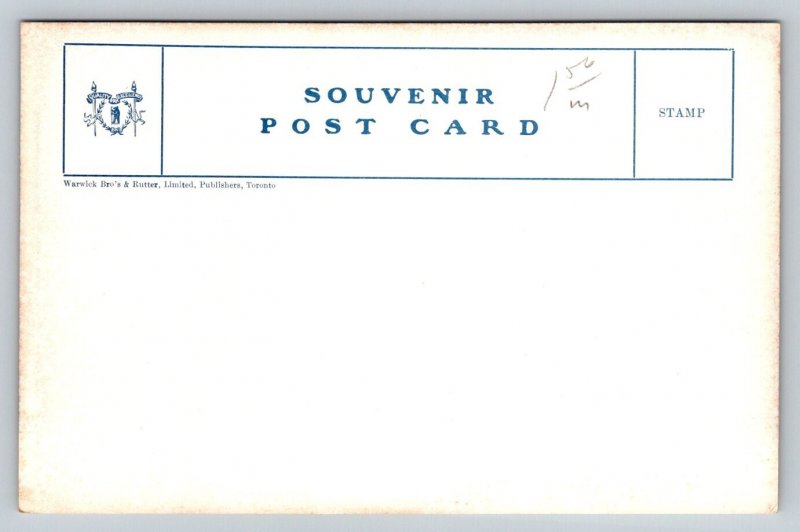 SOUVENIR
POST CARD
STAMP
Warwick Bro's & Rutter, Limited, Publishers, Toronto